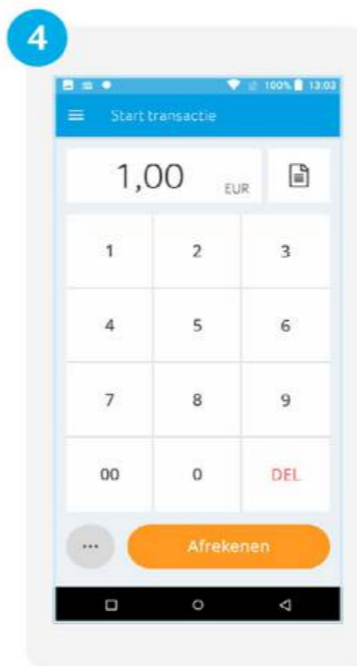 4
100% 13:03
Start transactie
1,00 EUR
1 2 3
4 5 6
7 8 9
00 0 DEL
... Afrekenen